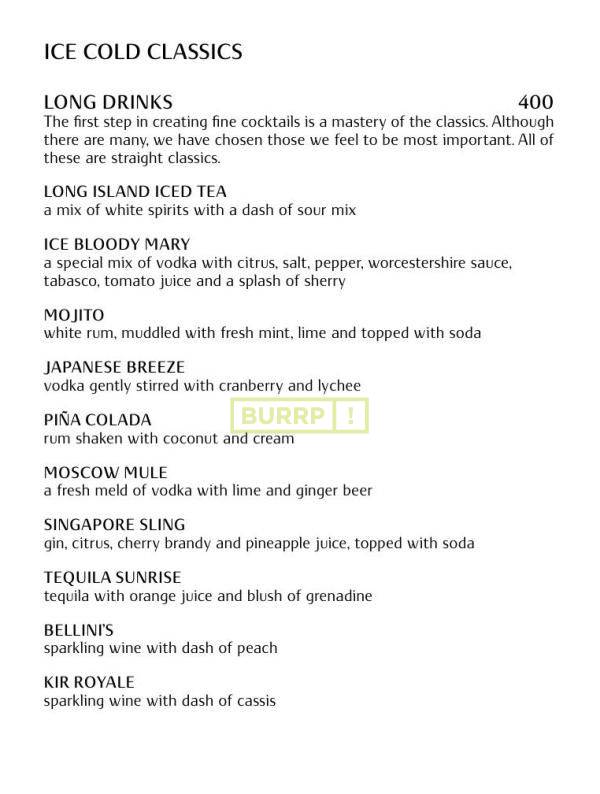 ICE COLD CLASSICS
LONG DRINKS 400
The first step in creating fine cocktails is a mastery of the classics. Although
there are many, we have chosen those we feel to be most important. All of
these are straight classics.
LONG ISLAND ICED TEA
a mix of white spirits with a dash of sour mix
ICE BLOODY MARY
a special mix of vodka with citrus, salt, pepper, worcestershire sauce,
tabasco, tomato juice and a splash of sherry
MOJITO
white rum, muddled with fresh mint, lime and topped with soda
JAPANESE BREEZE
vodka gently stirred with cranberry and lychee
PIÑA COLADA
BURRP !
rum shaken with coconut and cream
MOSCOW MULE
a fresh meld of vodka with lime and ginger beer
SINGAPORE SLING
gin, citrus, cherry brandy and pineapple juice, topped with soda
TEQUILA SUNRISE
tequila with orange juice and blush of grenadine
BELLINI'S
sparkling wine with dash of peach
KIR ROYALE
sparkling wine with dash of cassis